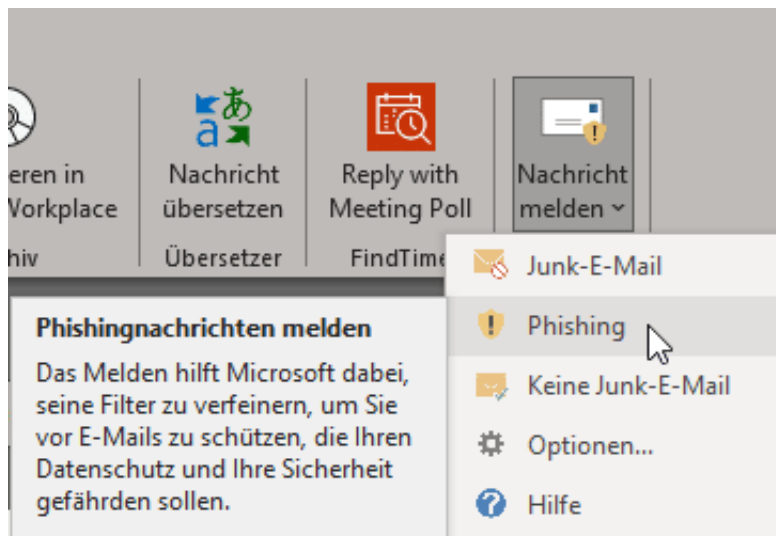 eren in
Workplace
hiv
Nachricht
übersetzen
Übersetzer
Reply with
Meeting Poll
FindTime
Nachricht
melden
Junk-E-Mail
Phishing
Keine Junk-E-Mail
Optionen...
Hilfe
Phishingnachrichten melden
Das Melden hilft Microsoft dabei,
seine Filter zu verfeinern, um Sie
vor E-Mails zu schützen, die Ihren
Datenschutz und Ihre Sicherheit
gefährden sollen.